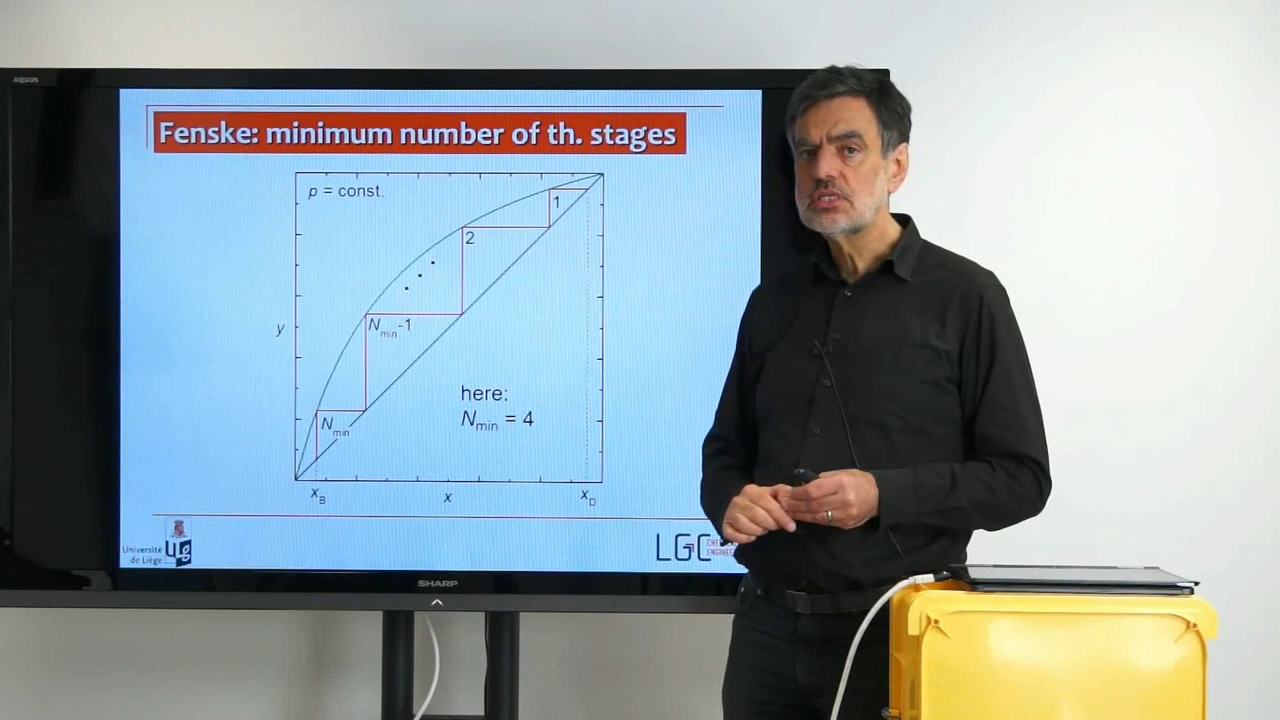 AQUOS
Fenske: minimum number of th. stages
p = const.
1
2
y
Nmin-1
here:
Nmin = 4
Nmin
xB
x
xD
Université
de Liège
LGC
SHARP